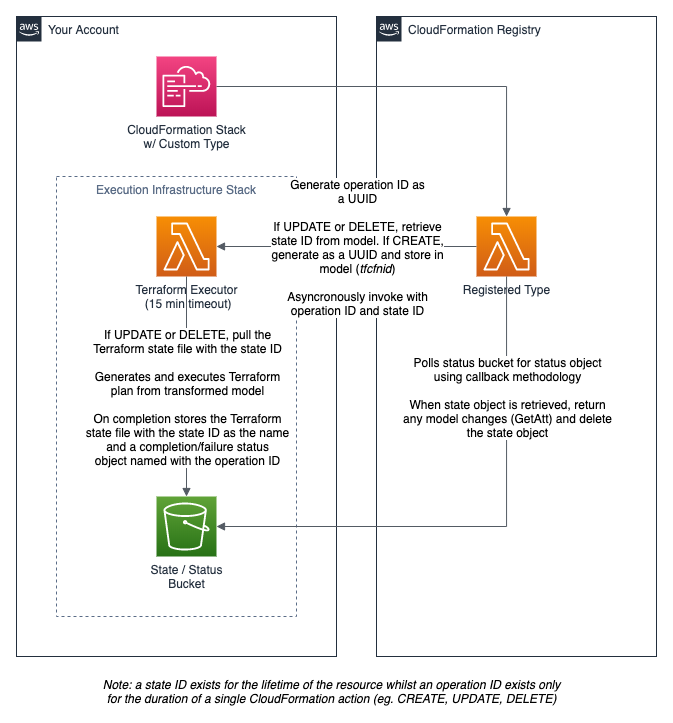 aws
Your Account
aws
CloudFormation Registry
CloudFormation Stack
w/ Custom Type
Execution Infrastructure Stack
Generate operation ID as
a UUID
If UPDATE or DELETE, retrieve
state ID from model. If CREATE,
generate as a UUID and store in
model (tfcfnid)
Asyncronously invoke with
operation ID and state ID
Terraform Executor
(15 min timeout)
Registered Type
If UPDATE or DELETE, pull the
Terraform state file with the state ID
Generates and executes Terraform
plan from transformed model
On completion stores the Terraform
state file with the state ID as the name
and a completion/failure status
object named with the operation ID
Polls status bucket for status object
using callback methodology
When state object is retrieved, return
any model changes (GetAtt) and delete
the state object
State / Status
Bucket
Note: a state ID exists for the lifetime of the resource whilst an operation ID exists only
for the duration of a single CloudFormation action (eg. CREATE, UPDATE, DELETE)